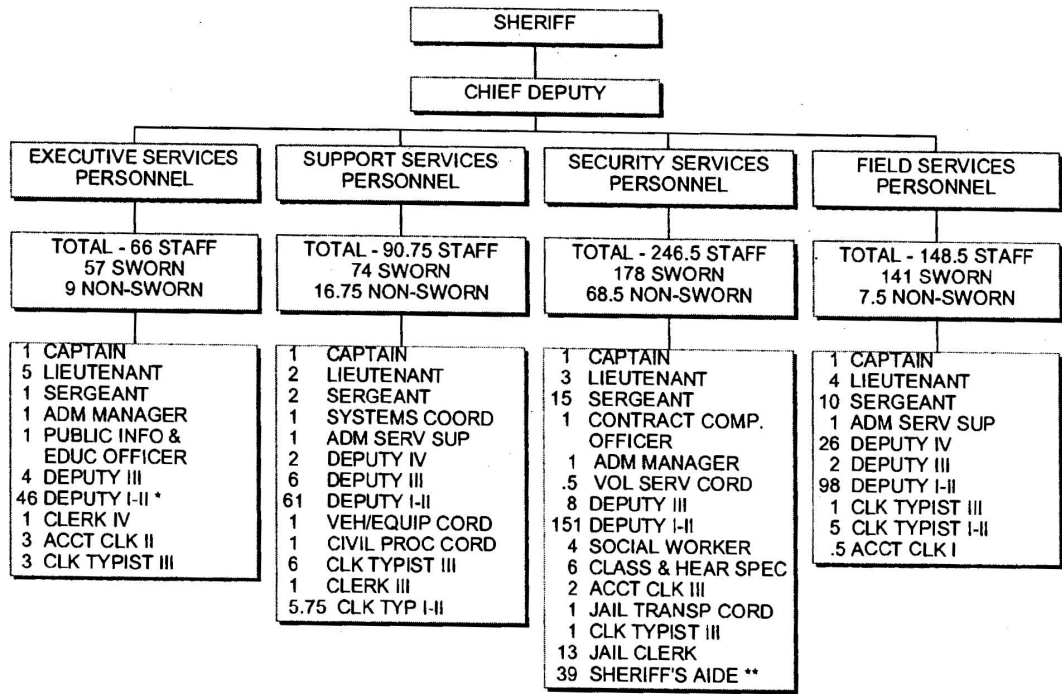 SHERIFF
CHIEF DEPUTY
EXECUTIVE SERVICES
PERSONNEL
TOTAL - 66 STAFF
57 SWORN
9 NON-SWORN
1 CAPTAIN
5 LIEUTENANT
1 SERGEANT
1 ADM MANAGER
1 PUBLIC INFO &
EDUC OFFICER
4 DEPUTY III
46 DEPUTY I-II *
1 CLERK IV
3 ACCT CLK II
3 CLK TYPIST III
SUPPORT SERVICES
PERSONNEL
TOTAL - 90.75 STAFF
74 SWORN
16.75 NON-SWORN
1 CAPTAIN
2 LIEUTENANT
2 SERGEANT
1 SYSTEMS COORD
1 ADM SERV SUP
2 DEPUTY IV
6 DEPUTY III
61 DEPUTY I-II
1 VEH/EQUIP CORD
1 CIVIL PROC CORD
6 CLK TYPIST III
1 CLERK III
5.75 CLK TYP I-II
SECURITY SERVICES
PERSONNEL
TOTAL - 246.5 STAFF
178 SWORN
68.5 NON-SWORN
1 CAPTAIN
3 LIEUTENANT
15 SERGEANT
1 CONTRACT COMP.
OFFICER
1 ADM MANAGER
.5 VOL SERV CORD
8 DEPUTY III
151 DEPUTY I-II
4 SOCIAL WORKER
6 CLASS & HEAR SPEC
2 ACCT CLK III
1 JAIL TRANSP CORD
1 CLK TYPIST III
13 JAIL CLERK
39 SHERIFF'S AIDE **
FIELD SERVICES
PERSONNEL
TOTAL - 148.5 STAFF
141 SWORN
7.5 NON-SWORN
1 CAPTAIN
4 LIEUTENANT
10 SERGEANT
1 ADM SERV SUP
26 DEPUTY IV
2 DEPUTY III
98 DEPUTY I-II
1 CLK TYPIST III
5 CLK TYPIST I-II
.5 ACCT CLK I